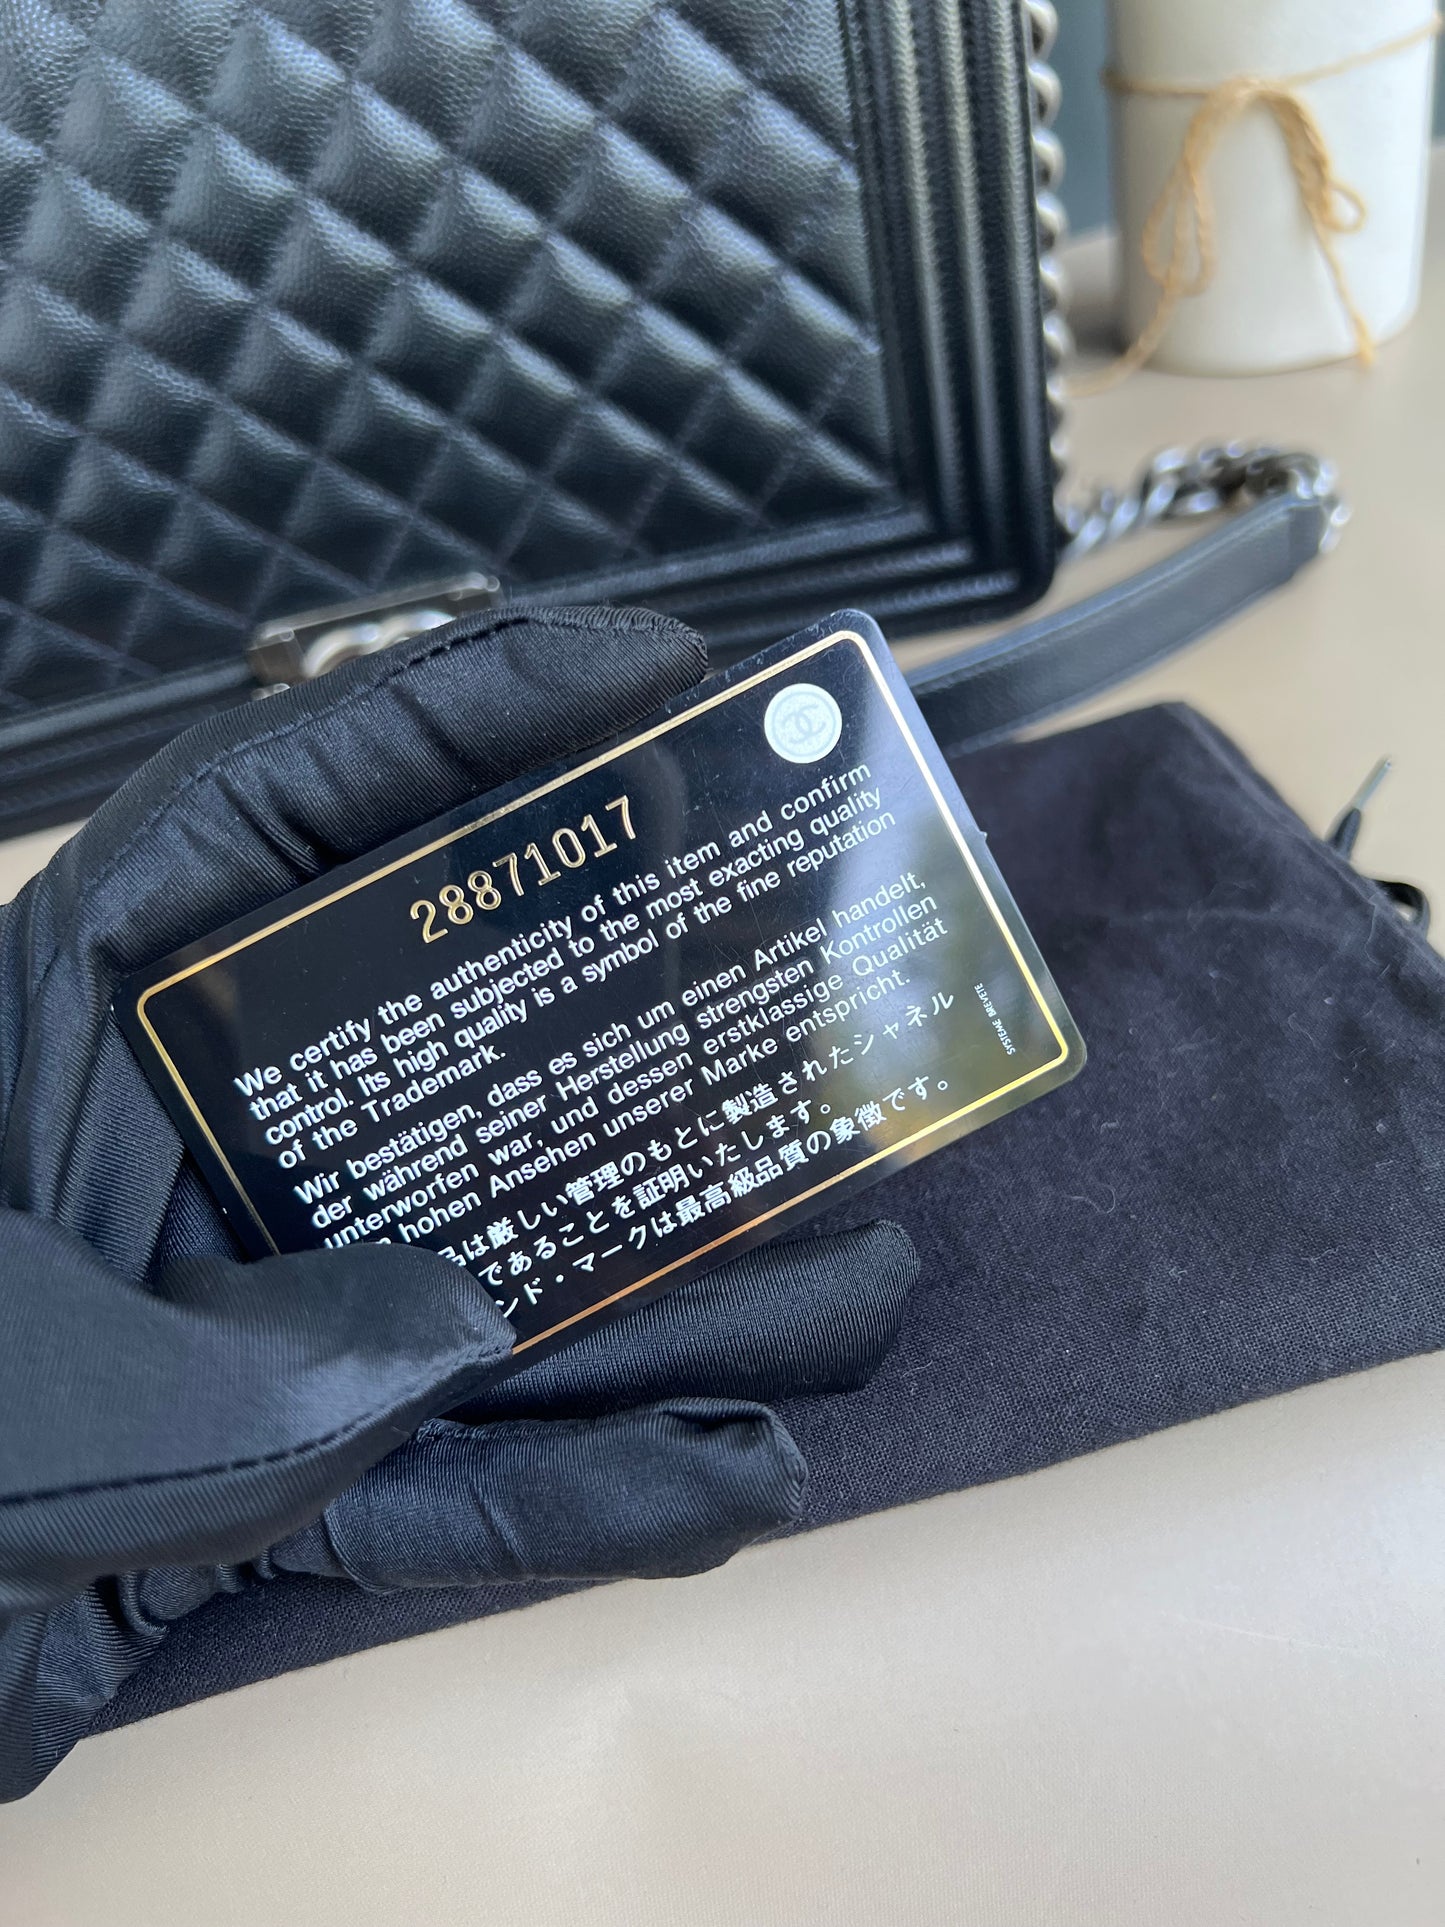 28871017
We certify the authenticity of this item and confirm
that it has been subjected to the most exacting quality
control. Its high quality is a symbol of the fine reputation
of the Trademark.
Wir bestätigen, dass es sich um einen Artikel handelt,
der während seiner Herstellung strengsten Kontrollen
unterworfen war, und dessen erstklassige Qualität
hohen Ansehen unserer Marke entspricht.
品は厳しい管理のもとに製造されたシャネル
であることを証明いたします。
ンド・マークは最高級品質の象徴です。
SYSTEME BREVETE